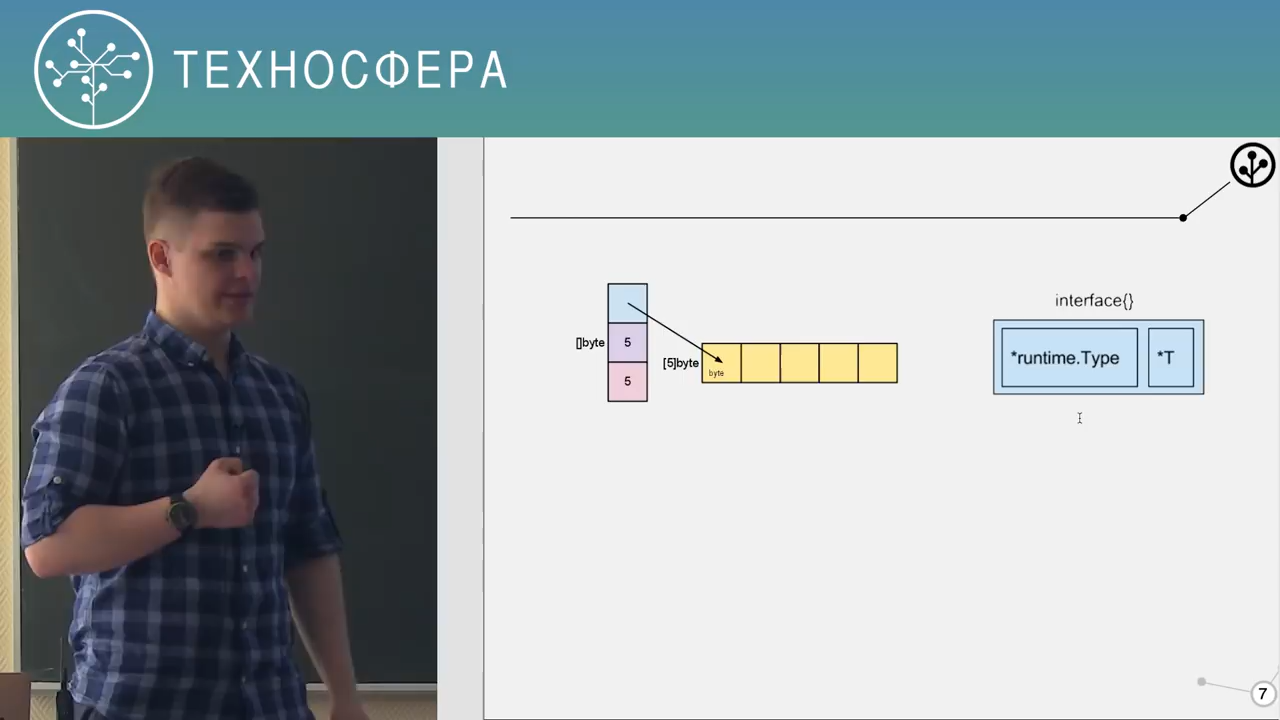 ТЕХНОСФЕРА
interface{}
[]byte
5
[5]byte
byte
5
*runtime.Type
*T
7